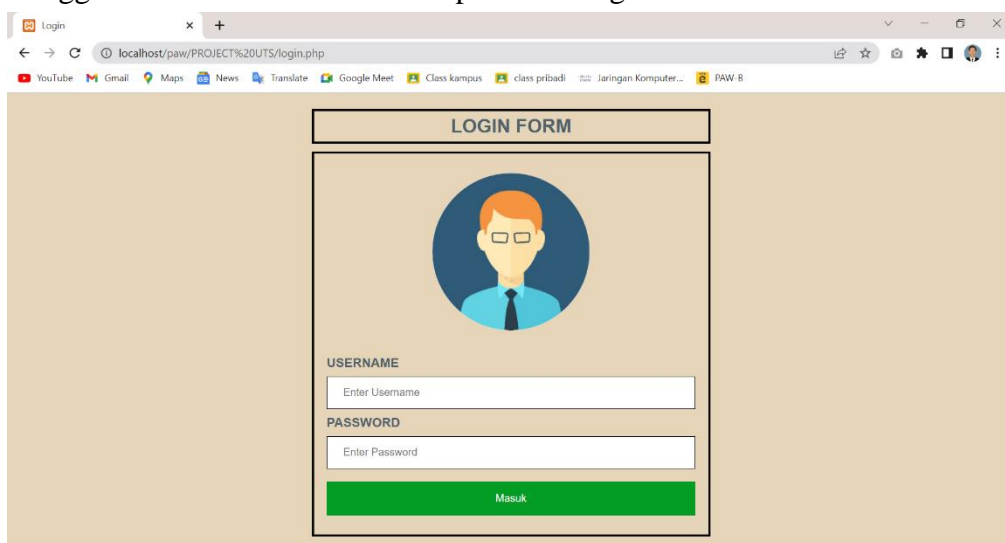 Login
localhost/paw/PROJECT%20UTS/login.php
YouTube Gmail Maps News Translate Google Meet Class kampus class pribadi Jaringan Komputer... PAW-B
LOGIN FORM
USERNAME
Enter Username
PASSWORD
Enter Password
Masuk